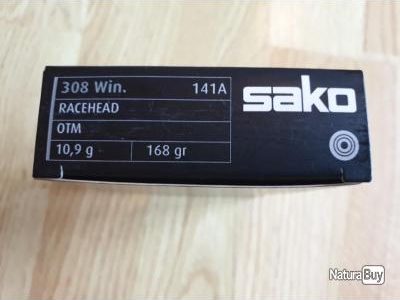 308 Win. 141A
RACEHEAD
OTM
10,9 g 168 gr
sako
NaturaBuy